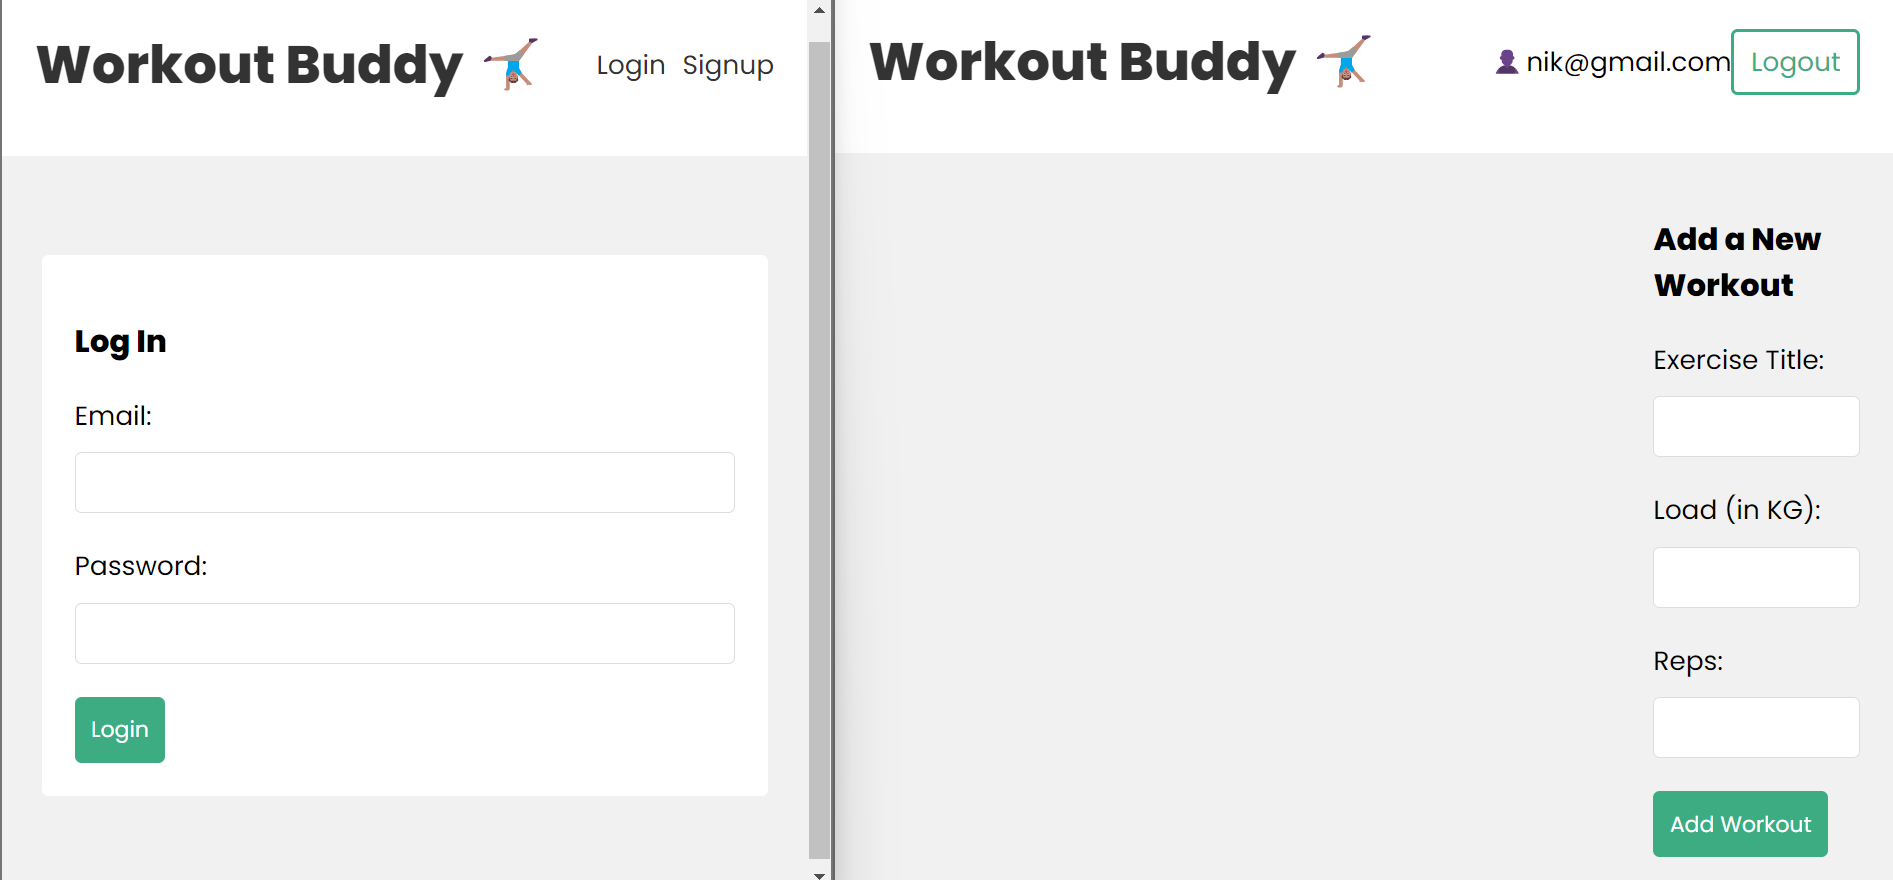 Workout Buddy
Login Signup
Log In
Email:
Password:
Login
Workout Buddy
nik@gmail.com
Logout
Add a New
Workout
Exercise Title:
Load (in KG):
Reps:
Add Workout